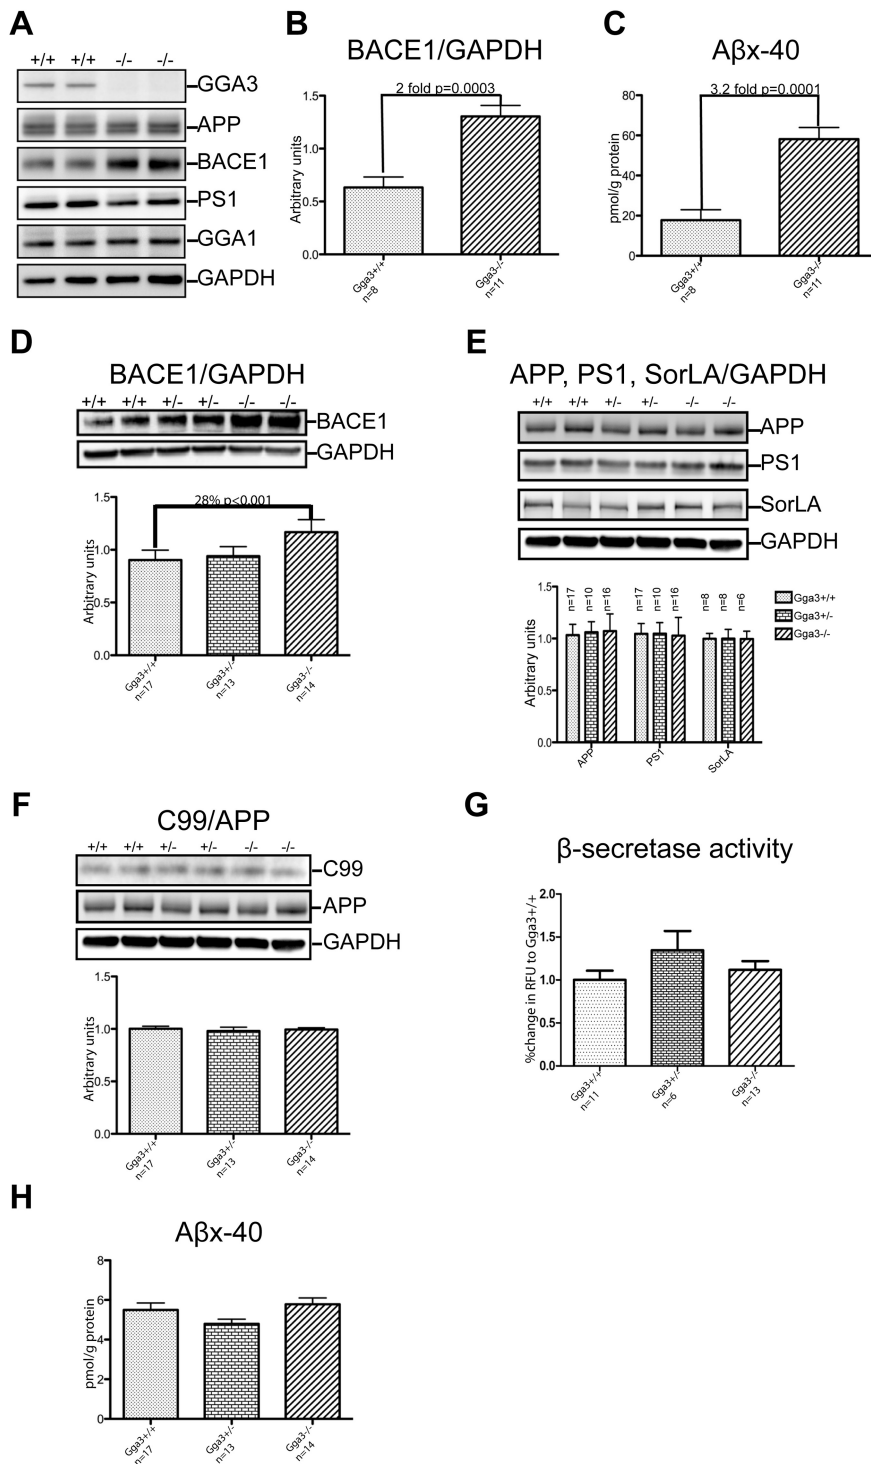 A
+/+ +/+ -/- -/-
GGA3
APP
BACE1
PS1
GGA1
GAPDH
B
BACE1/GAPDH
2 fold p=0.0003
Arbitrary units
1.5
1.0
0.5
0.0
Gga3+/+
n=8
Gga3-/-
n=11
C
Aβx-40
3.2 fold p=0.0001
pmol/g protein
80
60
40
20
0
Gga3+/+
n=8
Gga3-/-
n=11
D
BACE1/GAPDH
+/+ +/+ +/- +/- -/- -/-
BACE1
GAPDH
28% p<0.001
Arbitrary units
1.5
1.0
0.5
0.0
Gga3+/+
n=17
Gga3+/-
n=13
Gga3-/-
n=14
E
APP, PS1, SorLA/GAPDH
+/+ +/+ +/- +/- -/- -/-
APP
PS1
SorLA
GAPDH
Arbitrary units
1.5
1.0
0.5
0.0
n=17
n=10
n=16
n=17
n=10
n=16
n=8
n=8
n=6
Gga3+/+
Gga3+/-
Gga3-/-
APP
PS1
SorLA
F
C99/APP
+/+ +/+ +/- +/- -/- -/-
C99
APP
GAPDH
Arbitrary units
1.5
1.0
0.5
0.0
Gga3+/+
n=17
Gga3+/-
n=13
Gga3-/-
n=14
G
β-secretase activity
%change in RFU to Gga3+/+
2.0
1.5
1.0
0.5
0.0
Gga3+/+
n=11
Gga3+/-
n=6
Gga3-/-
n=13
H
Aβx-40
pmol/g protein
8
6
4
2
0
Gga3+/+
n=17
Gga3+/-
n=13
Gga3-/-
n=14